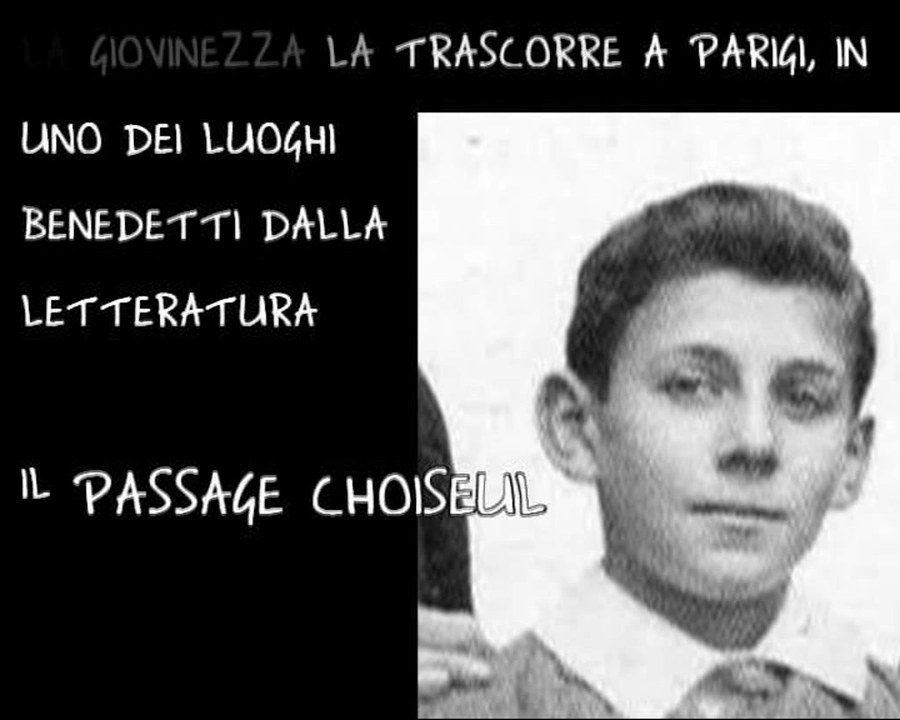 LA GIOVINEZZA LA TRASCORRE A PARIGI, IN
UNO DEI LUOGHI
BENEDETTI DALLA
LETTERATURA
IL PASSAGE CHOISEUL